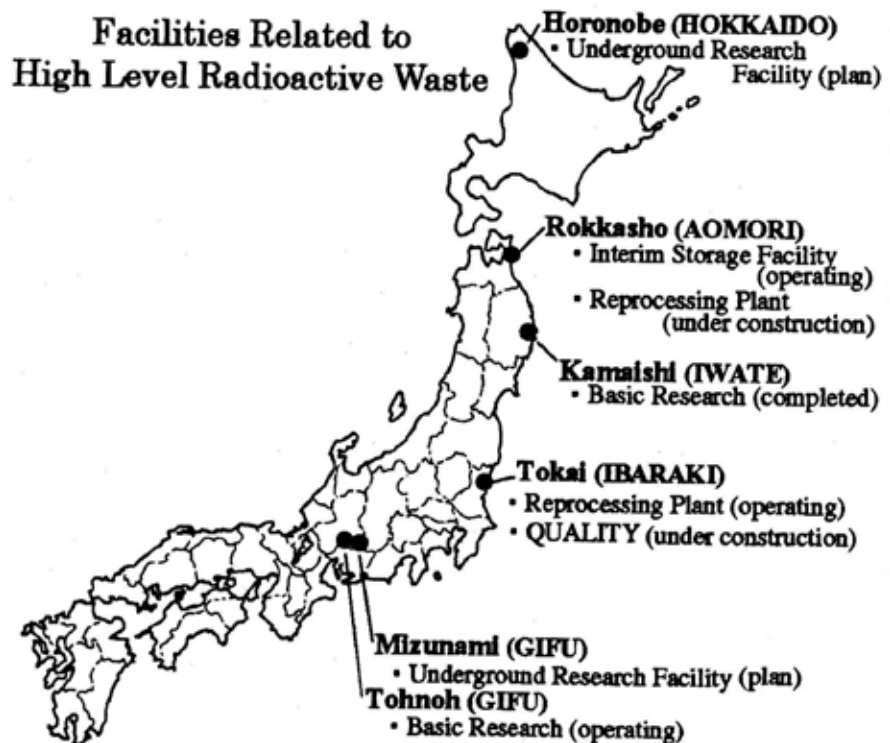 Facilities Related to
High Level Radioactive Waste
Horonobe (HOKKAIDO)
・Underground Research
Facility (plan)
Rokkasho (AOMORI)
・Interim Storage Facility
(operating)
・Reprocessing Plant
(under construction)
Kamaishi (IWATE)
・Basic Research (completed)
Tokai (IBARAKI)
・Reprocessing Plant (operating)
・QUALITY (under construction)
Mizunami (GIFU)
・Underground Research Facility (plan)
Tohnoh (GIFU)
・Basic Research (operating)